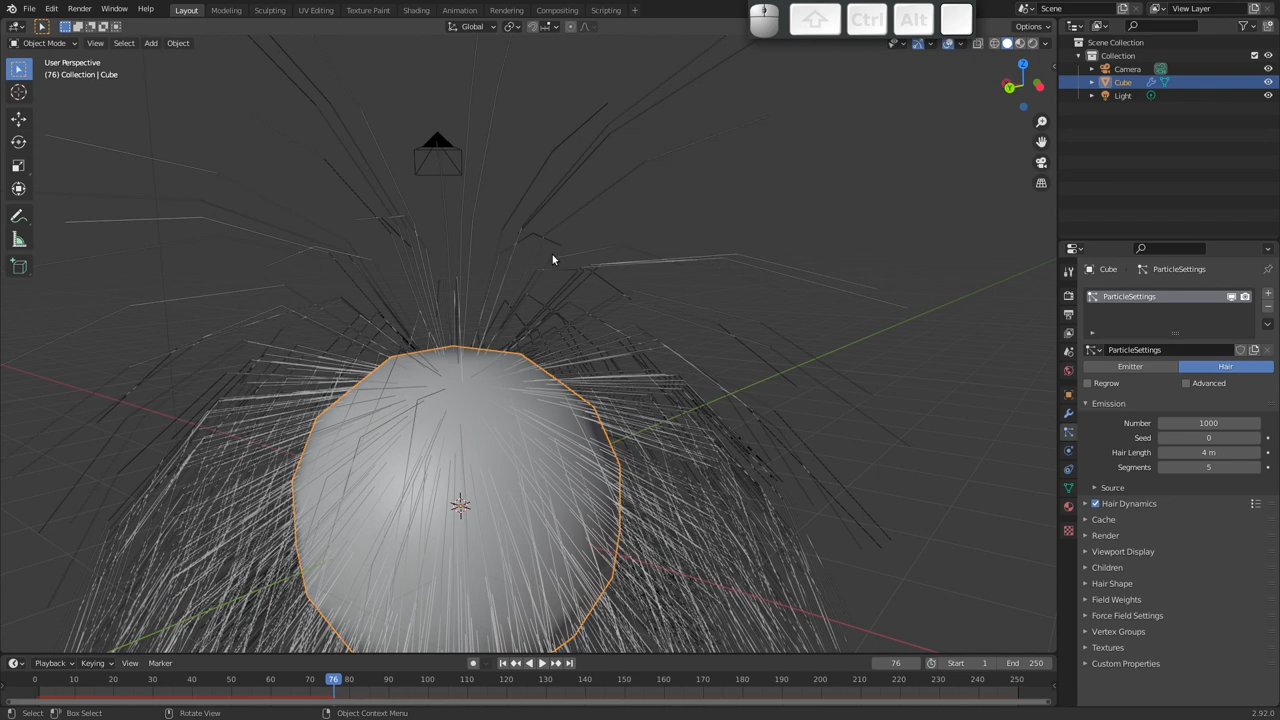 File Edit Render Window Help Layout Modeling Sculpting UV Editing Texture Paint Shading Animation Rendering Compositing Scripting Scene View Layer
Ctrl Alt
Global Options
Object Mode View Select Add Object
User Perspective
(76) Collection | Cube
Z
Y
Scene Collection
Collection
Camera
Cube
Light
Cube ParticleSettings
ParticleSettings
ParticleSettings
Emitter Hair
Regrow Advanced
Emission
Number 1000
Seed 0
Hair Length 4 m
Segments 5
Source
Hair Dynamics
Cache
Render
Viewport Display
Children
Hair Shape
Field Weights
Force Field Settings
Vertex Groups
Textures
Custom Properties
Playback Keying View Marker 76 Start 1 End 250
0 10 20 30 40 50 60 70 76 80 90 100 110 120 130 140 150 160 170 180 190 200 210 220 230 240 250
Select Box Select Rotate View Object Context Menu 2.92.0